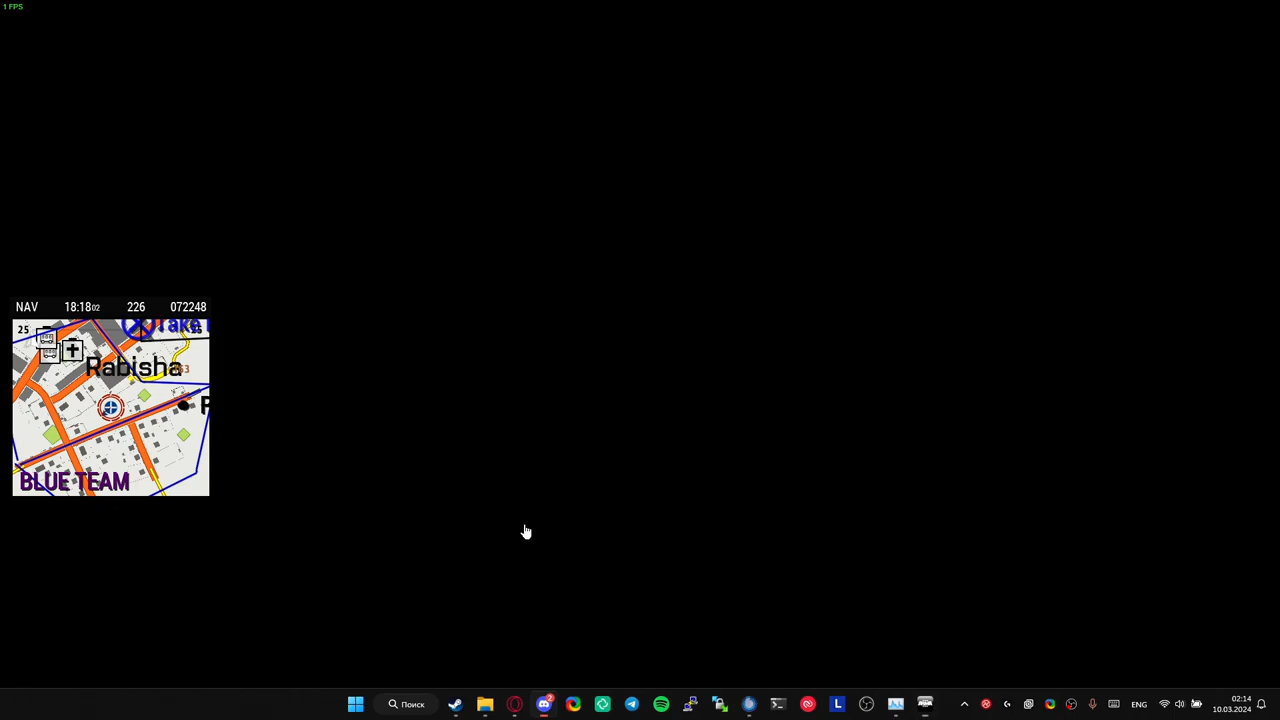 1 FPS
NAV 18:18 02 226 072248
25
Take
Rabisha
BLUE TEAM
Поиск
ENG
02:14
10.03.2024